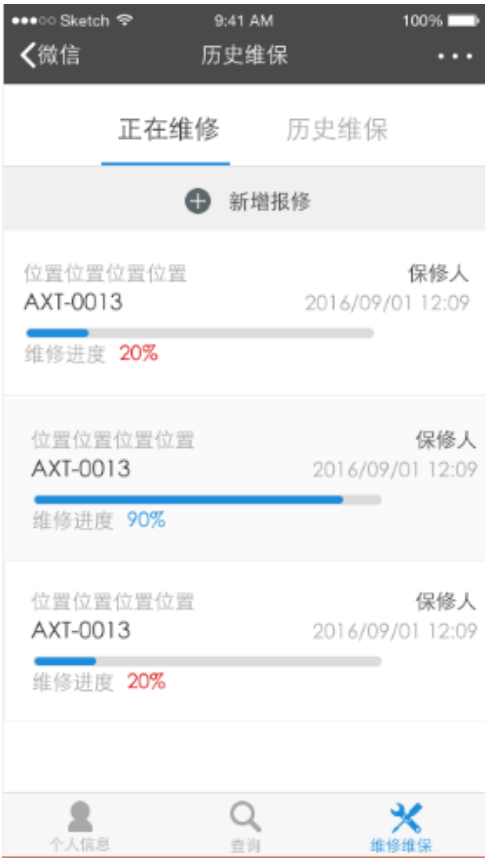 Sketch 9:41 AM 100%
微信 历史维保
正在维修 历史维保
新增报修
位置位置位置位置 保修人
AXT-0013 2016/09/01 12:09
维修进度 20%
位置位置位置位置 保修人
AXT-0013 2016/09/01 12:09
维修进度 90%
位置位置位置位置 保修人
AXT-0013 2016/09/01 12:09
维修进度 20%
个人信息 查询 维修维保